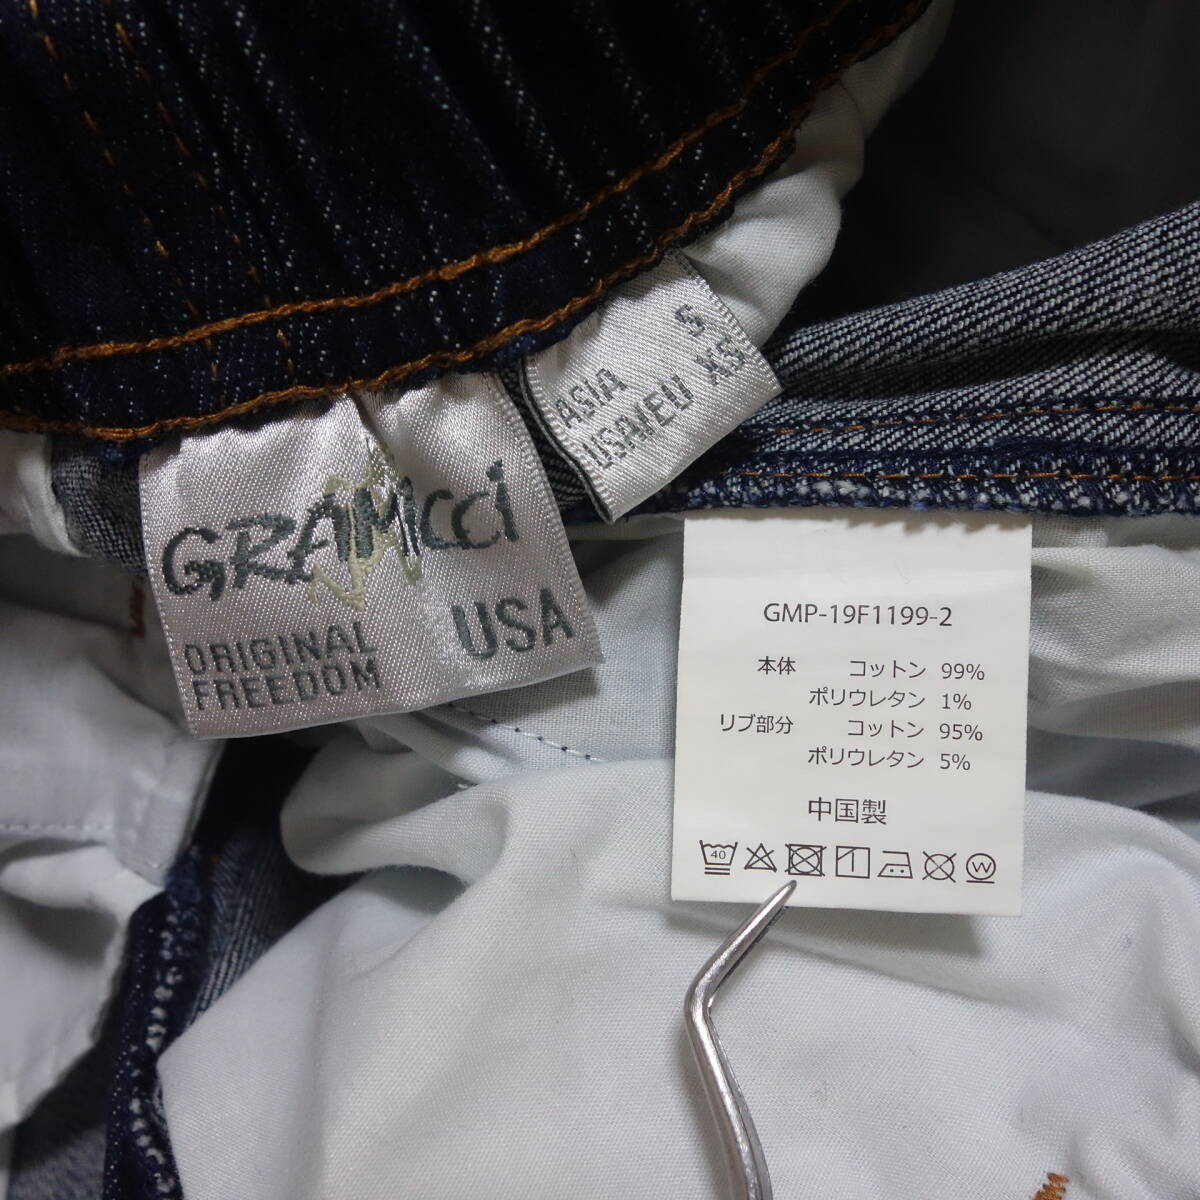 ASIA S
USA/EU XS
GRAMiCCi
ORIGINAL
FREEDOM
USA
GMP-19F1199-2
本体 コットン 99%
ポリウレタン 1%
リブ部分 コットン 95%
ポリウレタン 5%
中国製
40
W